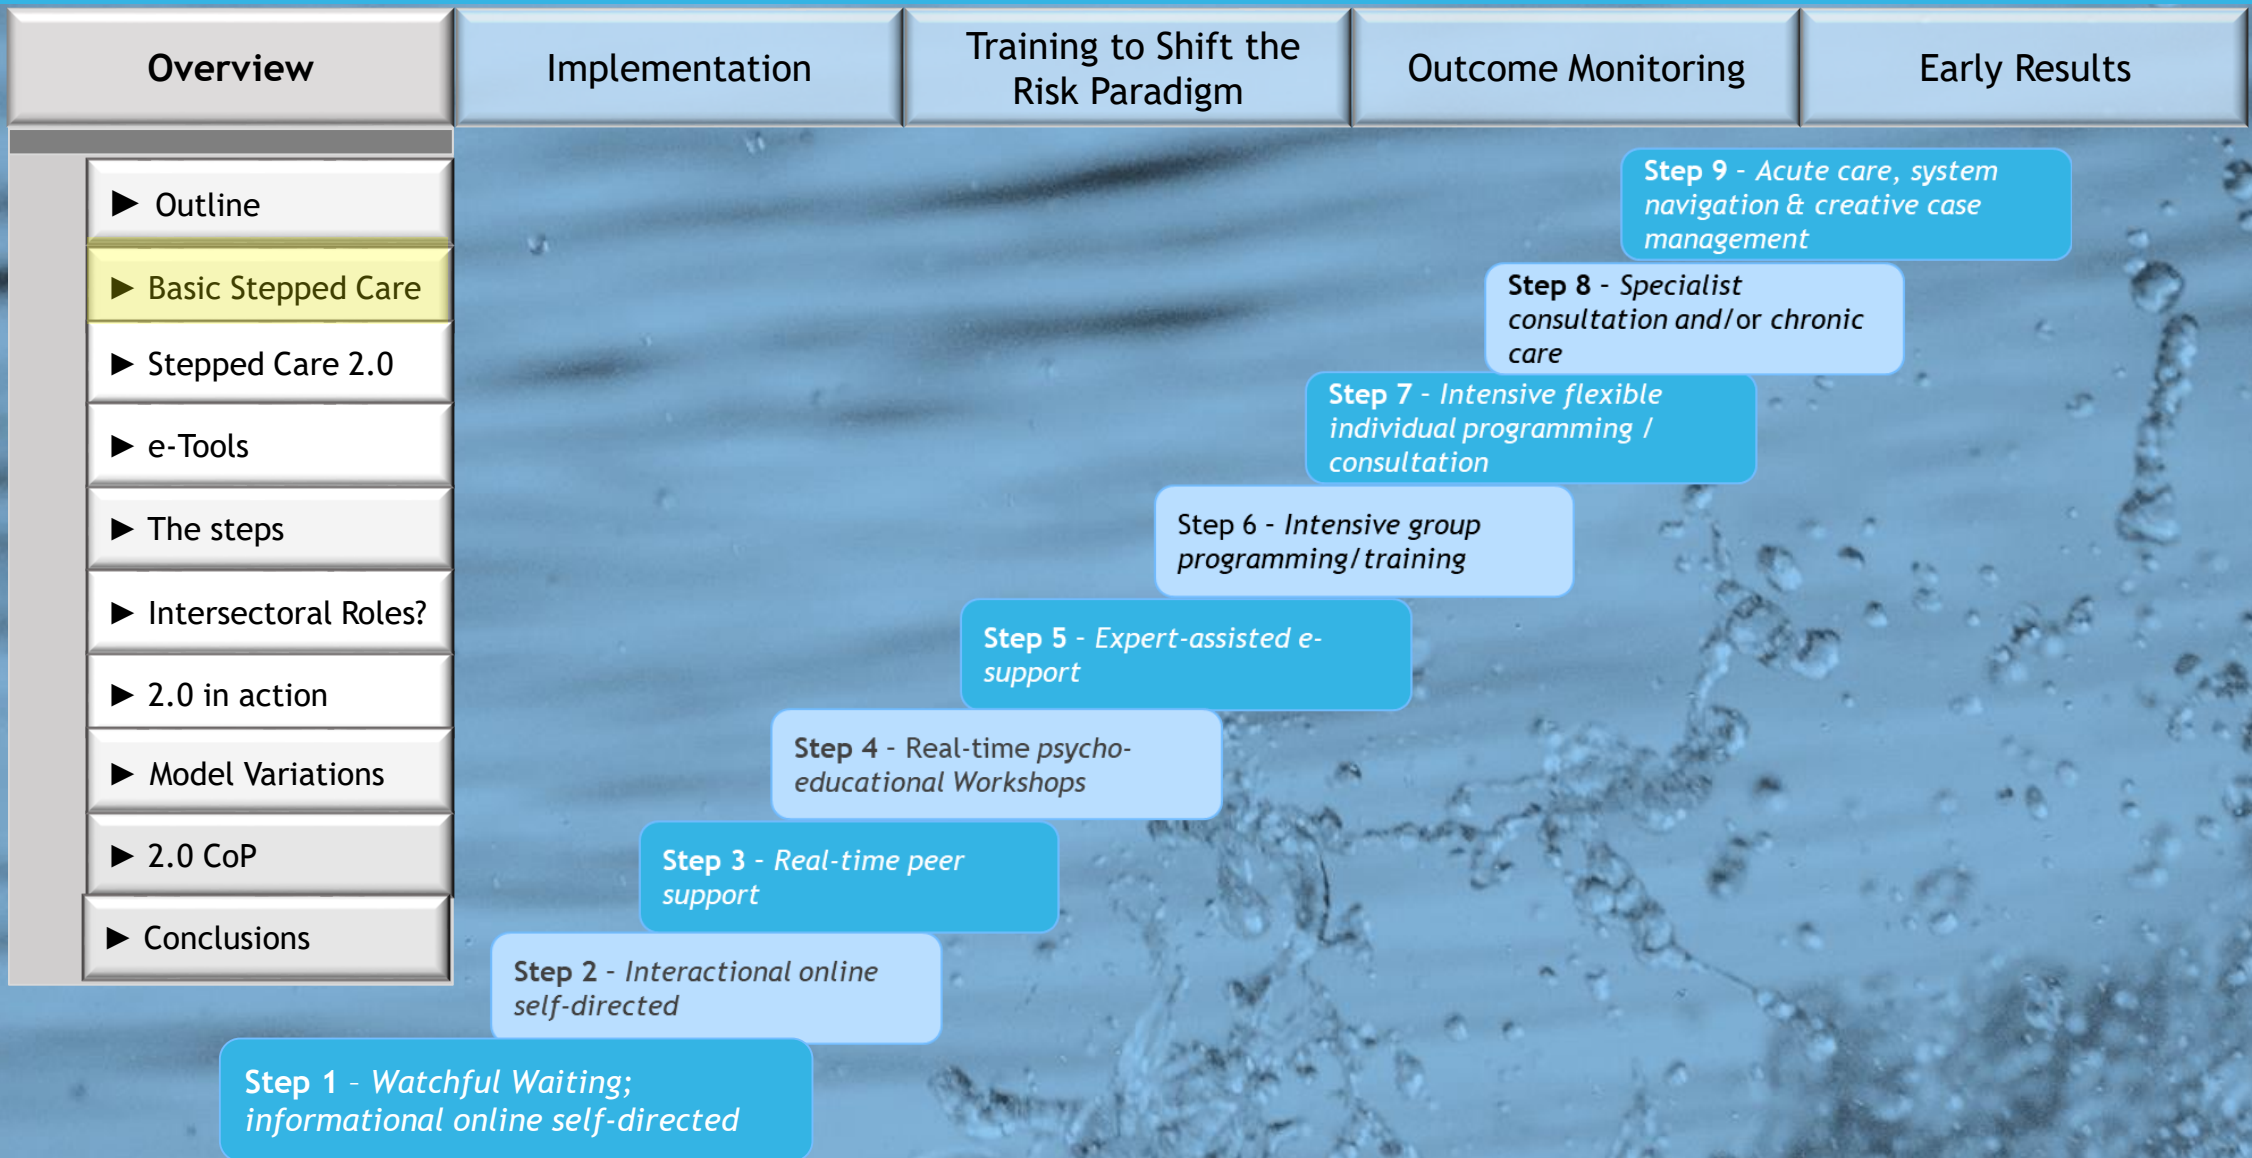 Overview
Implementation
Training to Shift the
Risk Paradigm
Outcome Monitoring
Early Results
► Outline
► Basic Stepped Care
► Stepped Care 2.0
► e-Tools
► The steps
► Intersectoral Roles?
► 2.0 in action
► Model Variations
► 2.0 CoP
► Conclusions
Step 9 – Acute care, system
navigation & creative case
management
Step 8 – Specialist
consultation and/or chronic
care
Step 7 – Intensive flexible
individual programming /
consultation
Step 6 – Intensive group
programming/training
Step 5 – Expert-assisted e-
support
Step 4 – Real-time psycho-
educational Workshops
Step 3 – Real-time peer
support
Step 2 – Interactional online
self-directed
Step 1 – Watchful Waiting;
informational online self-directed